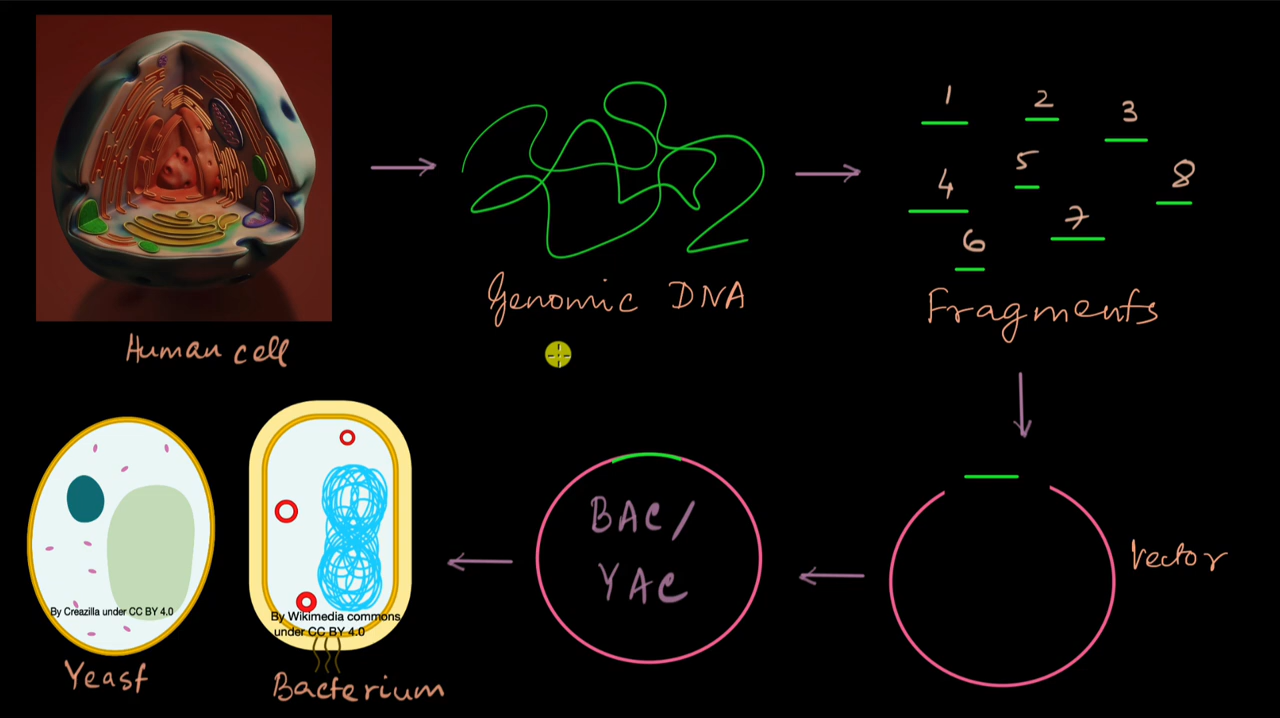 1 2 3
4 5 8
6 7
Human cell
Genomic DNA
Fragments
BAC/
YAC
Vector
By Creazilla under CC BY 4.0
By Wikimedia commons
under CC BY 4.0
Yeast
Bacterium